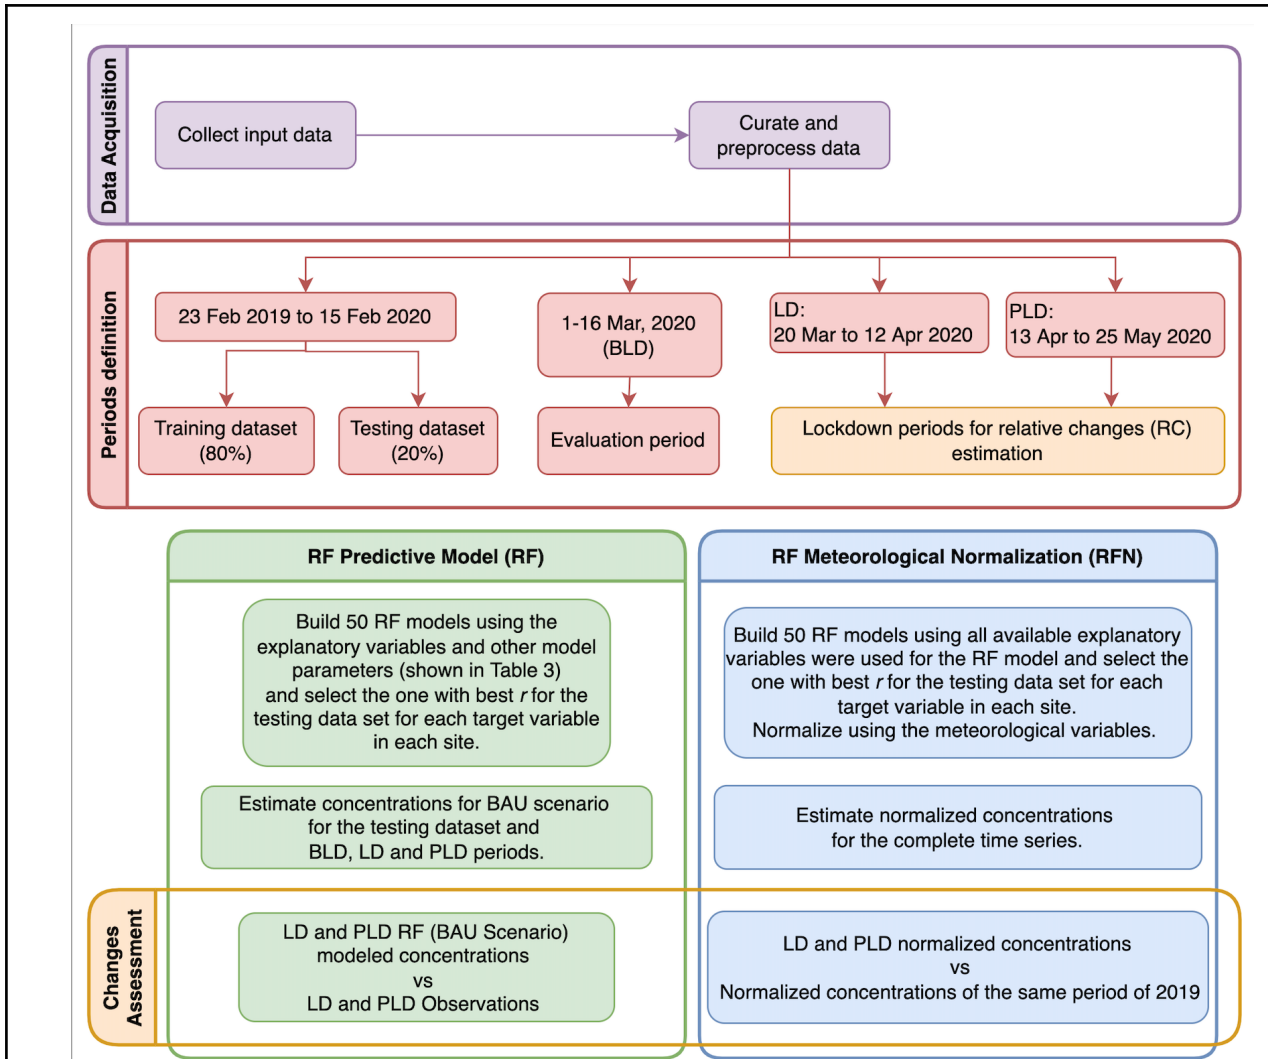 Data Acquisition
Collect input data
Curate and
preprocess data
Periods definition
23 Feb 2019 to 15 Feb 2020
1-16 Mar, 2020
(BLD)
LD:
20 Mar to 12 Apr 2020
PLD:
13 Apr to 25 May 2020
Training dataset
(80%)
Testing dataset
(20%)
Evaluation period
Lockdown periods for relative changes (RC)
estimation
RF Predictive Model (RF)
Build 50 RF models using the
explanatory variables and other model
parameters (shown in Table 3)
and select the one with best r for the
testing data set for each target variable
in each site.
Estimate concentrations for BAU scenario
for the testing dataset and
BLD, LD and PLD periods.
RF Meteorological Normalization (RFN)
Build 50 RF models using all available explanatory
variables were used for the RF model and select the
one with best r for the testing data set for each
target variable in each site.
Normalize using the meteorological variables.
Estimate normalized concentrations
for the complete time series.
Changes
Assessment
LD and PLD RF (BAU Scenario)
modeled concentrations
vs
LD and PLD Observations
LD and PLD normalized concentrations
vs
Normalized concentrations of the same period of 2019